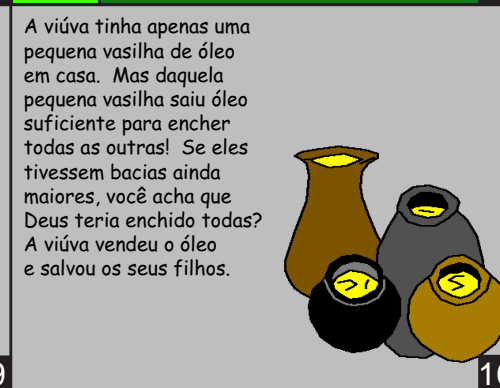 A viúva tinha apenas uma
pequena vasilha de óleo
em casa. Mas daquela
pequena vasilha saiu óleo
suficiente para encher
todas as outras! Se eles
tivessem bacias ainda
maiores, você acha que
Deus teria enchido todas?
A viúva vendeu o óleo
e salvou os seus filhos.